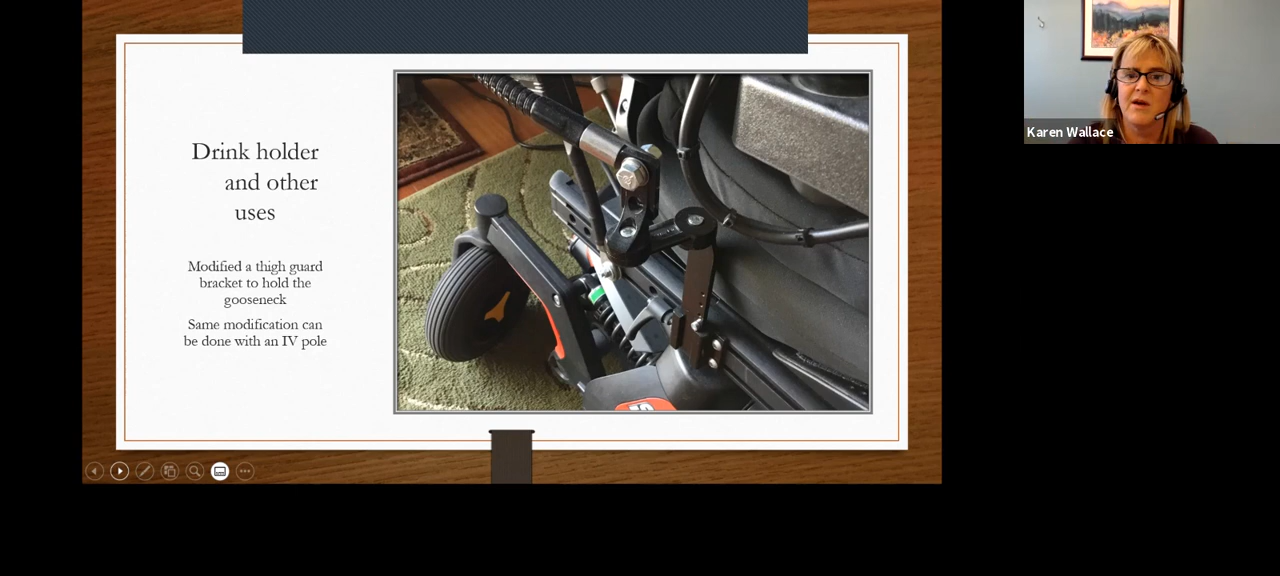 Drink holder
and other
uses
Modified a thigh guard
bracket to hold the
gooseneck
Same modification can
be done with an IV pole
Karen Wallace